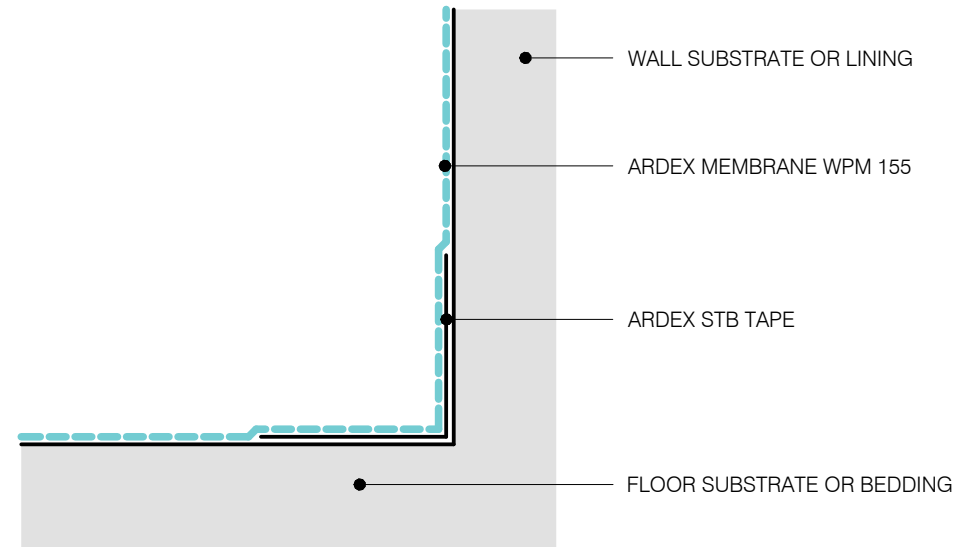 WALL SUBSTRATE OR LINING
ARDEX MEMBRANE WPM 155
ARDEX STB TAPE
FLOOR SUBSTRATE OR BEDDING